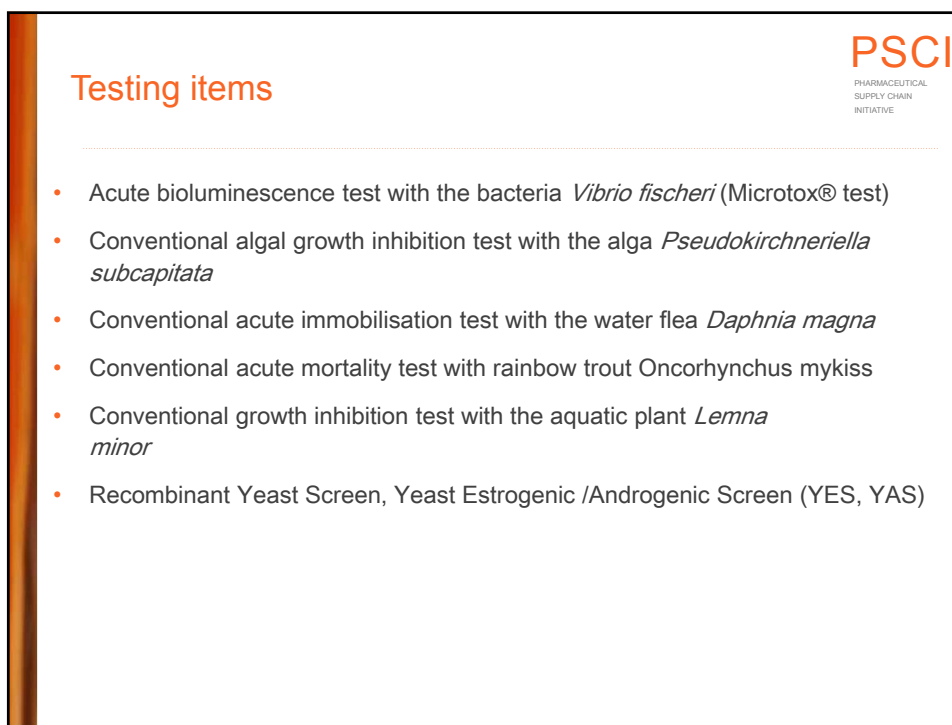 PSCI
PHARMACEUTICAL
SUPPLY CHAIN
INITIATIVE
Testing items
• Acute bioluminescence test with the bacteria Vibrio fischeri (Microtox® test)
• Conventional algal growth inhibition test with the alga Pseudokirchneriella
subcapitata
• Conventional acute immobilisation test with the water flea Daphnia magna
• Conventional acute mortality test with rainbow trout Oncorhynchus mykiss
• Conventional growth inhibition test with the aquatic plant Lemna
minor
• Recombinant Yeast Screen, Yeast Estrogenic /Androgenic Screen (YES, YAS)